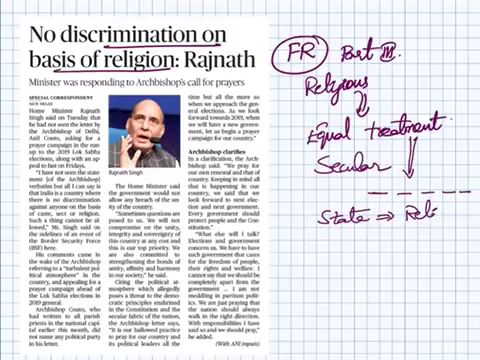 No discrimination on
basis of religion: Rajnath
Minister was responding to Archbishop's call for prayers
SPECIAL CORRESPONDENT
NEW DELHI
Home Minister Rajnath
Singh said on Tuesday that
he had not seen the letter by
the Archbishop of Delhi,
Anil Couto, asking for a
prayer campaign in the run
up to the 2019 Lok Sabha
elections, along with an ap-
peal to fast on Fridays.
"I have not seen the state-
ment [of the Archbishop]
verbatim but all I can say is
that India is a country where
there is no discrimination
against anyone on the basis
of caste, sect or religion.
Such a thing cannot be al-
lowed," Mr. Singh said on
the sidelines of an event of
the Border Security Force
(BSF) here.
His comments came in
the wake of the Archbishop
referring to a "turbulent pol-
itical atmosphere" in the
country, and appealing for a
prayer campaign ahead of
the Lok Sabha elections in
2019 general
elections. But,
Archbishop Couto, who
had written to all parish
priests in the national capi-
tal earlier this month, did
not name any political party
in his letter.
Rajnath Singh
The Home Minister said
the government would not
allow any breach of the un-
ity of the country.
"Sometimes questions are
posed to us. We will not
compromise on the unity,
integrity and sovereignty of
this country at any cost and
this is our top priority. We
are also committed to
strengthening the bonds of
amity, affinity and harmony
in our society," he said.
Citing the political at-
mosphere which allegedly
poses a threat to the demo-
cratic principles enshrined
in the Constitution and the
secular fabric of the nation,
the Archbishop letter says,
"It is our hallowed practice
to pray for our country and
its political leaders all the
time but all the more so
when we approach the gen-
eral elections. As we look
forward towards 2019, when
we will have a new govern-
ment, let us begin a prayer
campaign for our country."
Archbishop clarifies
In a clarification, the Arch-
bishop said: "We pray for
our own renewal and that of
country. Keeping in mind all
that is happening in our
country, we said that we
look forward to next elec-
tion and next government.
Every government should
protect people and the Con-
stitution."
"What else will I talk?
Elections and government
concern us. We have to have
such government that cares
for the freedom of people,
their rights and welfare. I
cannot say that we should be
completely apart from the
government ... I am not
meddling in partisan polit-
ics. We are just praying that
the nation should always
walk in the right direction.
With responsibilities I have
said so and we should pray,"
he added.
(With ANI inputs)
FR Part III.
Religious
Equal treatment.
Secular
State ⇒ Reli